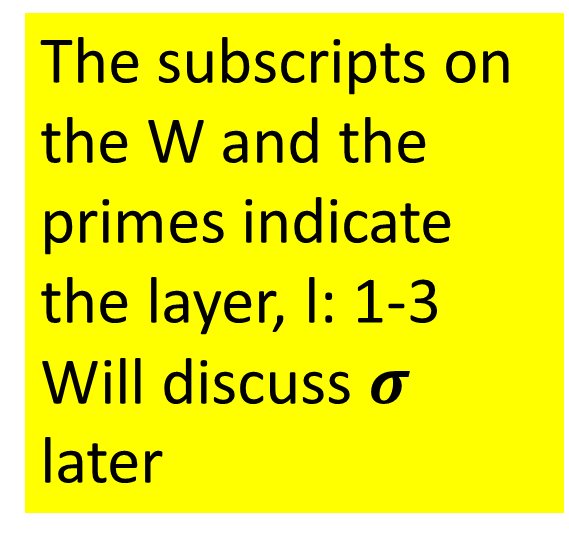 The subscripts on
the W and the
primes indicate
the layer, l: 1-3
Will discuss 𝝈
later